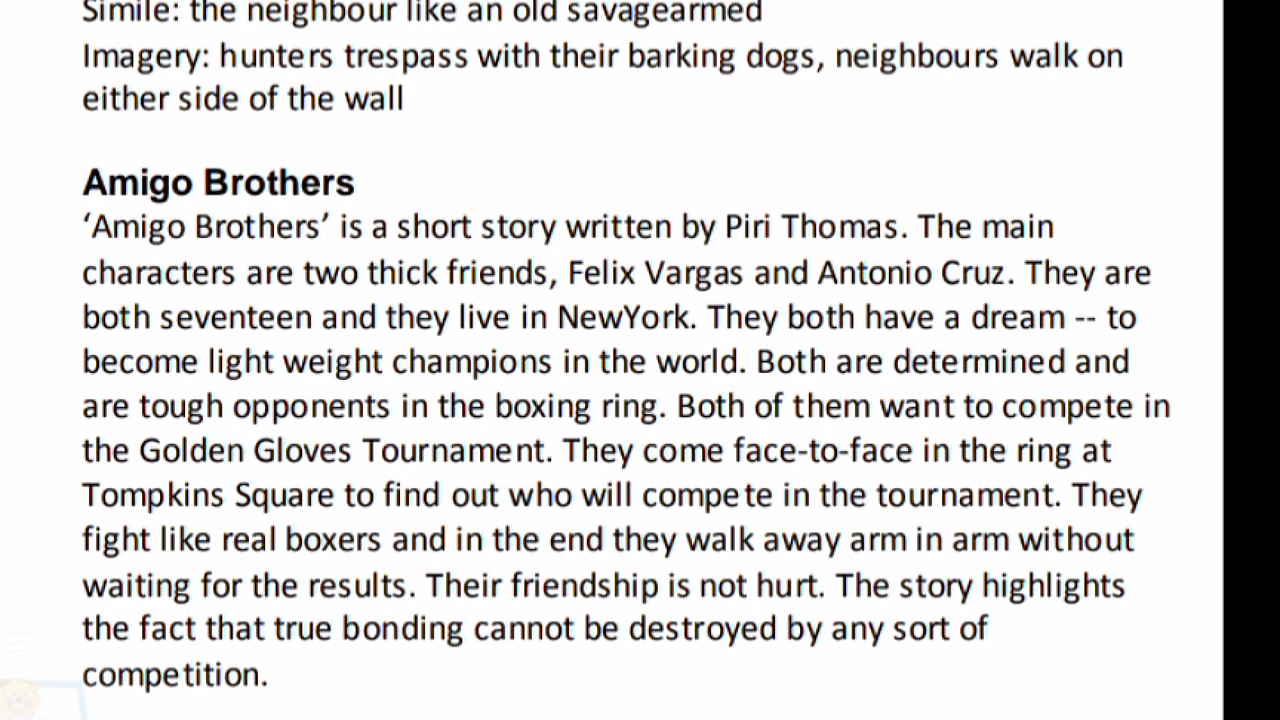 Simile: the neighbour like an old savagearmed
Imagery: hunters trespass with their barking dogs, neighbours walk on
either side of the wall
Amigo Brothers
‘Amigo Brothers’ is a short story written by Piri Thomas. The main
characters are two thick friends, Felix Vargas and Antonio Cruz. They are
both seventeen and they live in NewYork. They both have a dream -- to
become light weight champions in the world. Both are determined and
are tough opponents in the boxing ring. Both of them want to compete in
the Golden Gloves Tournament. They come face-to-face in the ring at
Tompkins Square to find out who will compete in the tournament. They
fight like real boxers and in the end they walk away arm in arm without
waiting for the results. Their friendship is not hurt. The story highlights
the fact that true bonding cannot be destroyed by any sort of
competition.